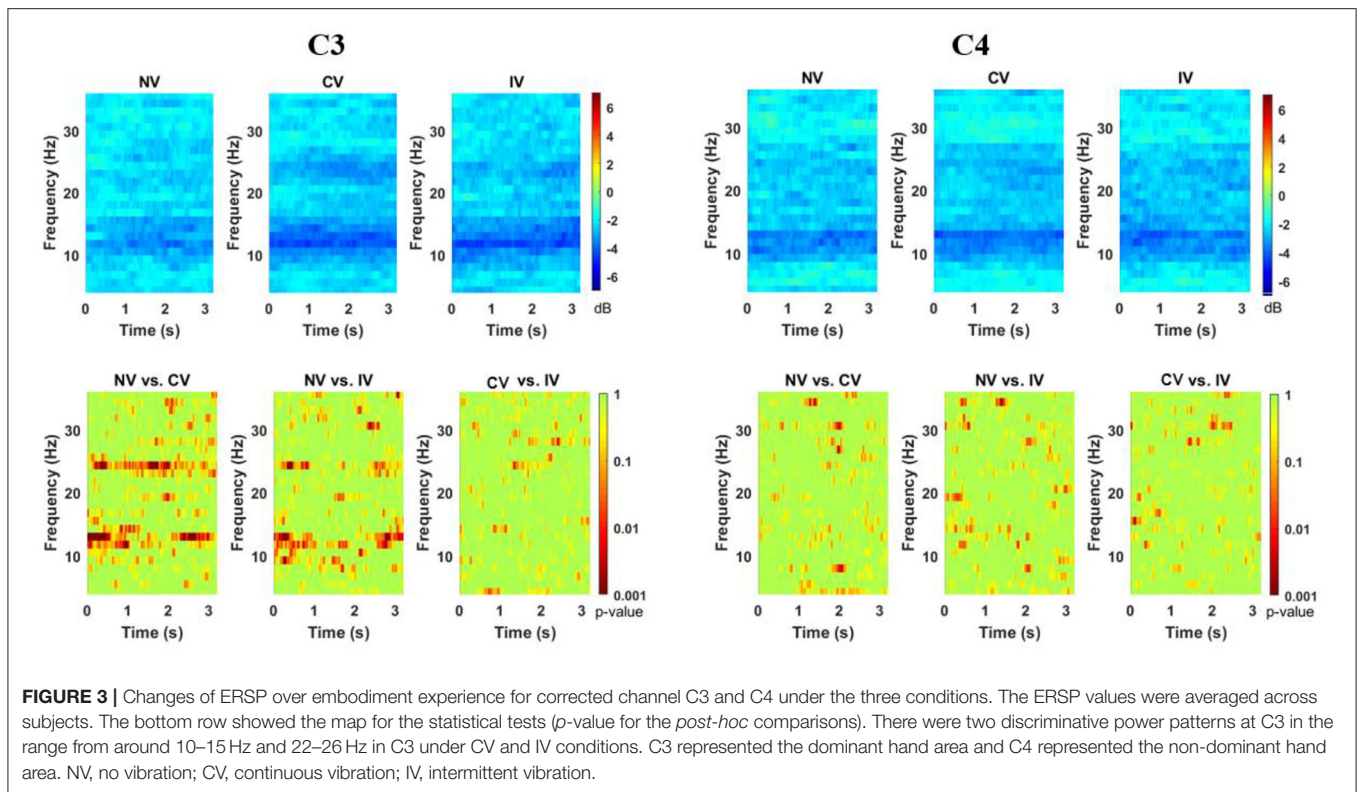 C3
C4
NV
CV
IV
NV
CV
IV
Frequency (Hz)
30
20
10
Frequency (Hz)
30
20
10
Frequency (Hz)
30
20
10
6
4
2
0
-2
-4
-6
dB
Frequency (Hz)
30
20
10
Frequency (Hz)
30
20
10
Frequency (Hz)
30
20
10
6
4
2
0
-2
-4
-6
dB
0 1 2 3
0 1 2 3
0 1 2 3
0 1 2 3
0 1 2 3
0 1 2 3
Time (s)
Time (s)
Time (s)
Time (s)
Time (s)
Time (s)
NV vs. CV
NV vs. IV
CV vs. IV
NV vs. CV
NV vs. IV
CV vs. IV
Frequency (Hz)
30
20
10
Frequency (Hz)
30
20
10
Frequency (Hz)
30
20
10
1
0.1
0.01
0.001
p-value
Frequency (Hz)
30
20
10
Frequency (Hz)
30
20
10
Frequency (Hz)
30
20
10
1
0.1
0.01
0.001
p-value
0 1 2 3
0 1 2 3
0 1 2 3
0 1 2 3
0 1 2 3
0 1 2 3
Time (s)
Time (s)
Time (s)
Time (s)
Time (s)
Time (s)
FIGURE 3 | Changes of ERSP over embodiment experience for corrected channel C3 and C4 under the three conditions. The ERSP values were averaged across
subjects. The bottom row showed the map for the statistical tests (p-value for the post-hoc comparisons). There were two discriminative power patterns at C3 in the
range from around 10–15 Hz and 22–26 Hz in C3 under CV and IV conditions. C3 represented the dominant hand area and C4 represented the non-dominant hand
area. NV, no vibration; CV, continuous vibration; IV, intermittent vibration.